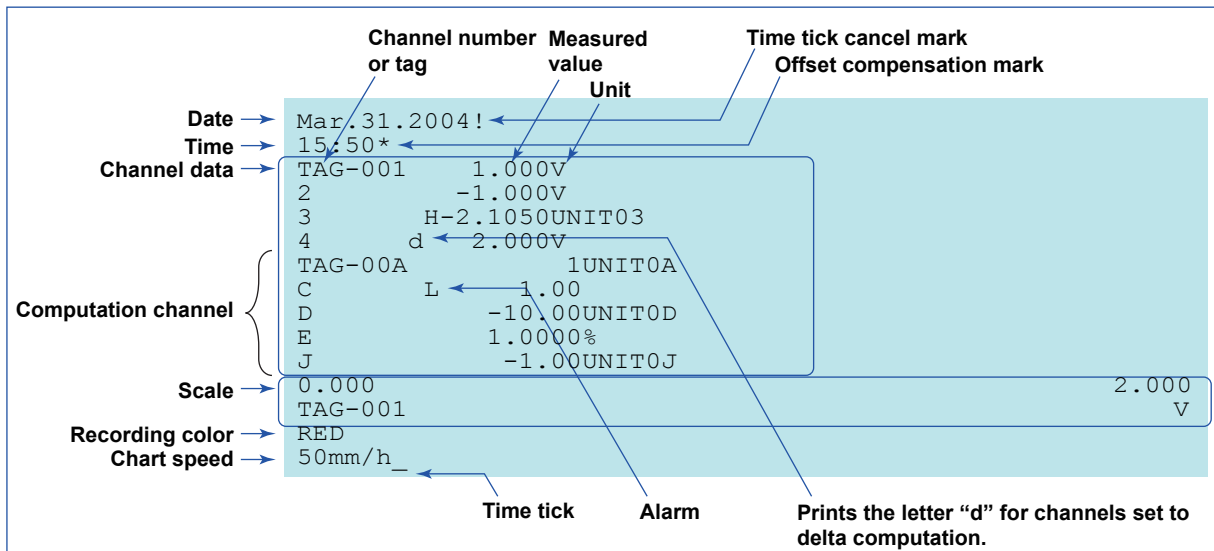 Channel number or tag
Measured value
Unit
Time tick cancel mark
Offset compensation mark
Date
Mar.31.2004!
Time
15:50*
Channel data
TAG-001 1.000V
2 -1.000V
3 H-2.1050UNIT03
4 d 2.000V
Computation channel
TAG-00A 1UNIT0A
C L 1.00
D -10.00UNIT0D
E 1.0000%
J -1.00UNIT0J
Scale
0.000 2.000
TAG-001 V
Recording color
RED
Chart speed
50mm/h_
Time tick
Alarm
Prints the letter “d” for channels set to
delta computation.